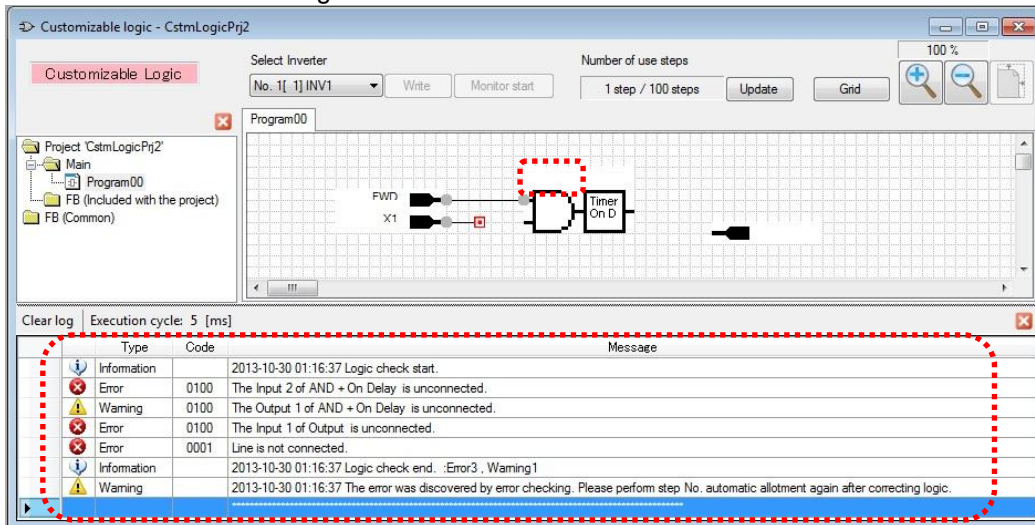 Customizable logic - CstmLogicPrj2
Customizable Logic
Select Inverter
No. 1[ 1] INV1
Write
Monitor start
Number of use steps
1 step / 100 steps
Update
Grid
100 %
Program00
Project 'CstmLogicPrj2'
Main
Program00
FB (Included with the project)
FB (Common)
FWD
X1
Timer
On D
Clear log
Execution cycle: 5 [ms]
Type Code Message
Information 2013-10-30 01:16:37 Logic check start.
Error 0100 The Input 2 of AND + On Delay is unconnected.
Warning 0100 The Output 1 of AND + On Delay is unconnected.
Error 0100 The Input 1 of Output is unconnected.
Error 0001 Line is not connected.
Information 2013-10-30 01:16:37 Logic check end. :Error3 , Warning1
Warning 2013-10-30 01:16:37 The error was discovered by error checking. Please perform step No. automatic allotment again after correcting logic.